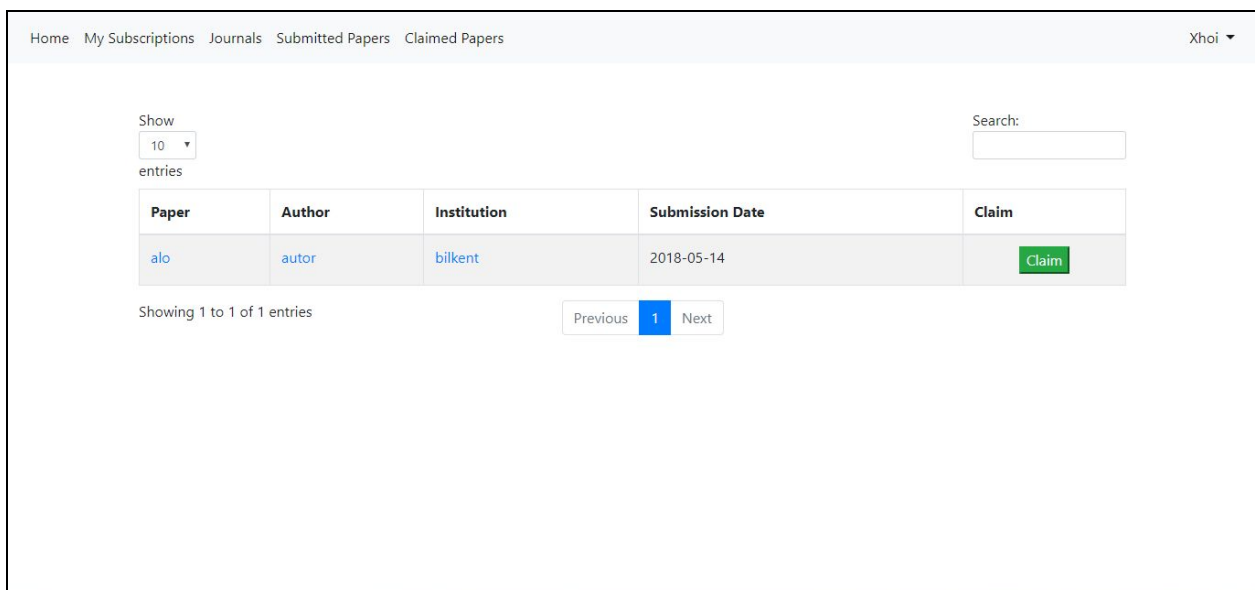 Home My Subscriptions Journals Submitted Papers Claimed Papers Xhoi
Show
10
entries
Search:
Paper Author Institution Submission Date Claim
alo autor bilkent 2018-05-14 Claim
Showing 1 to 1 of 1 entries
Previous 1 Next